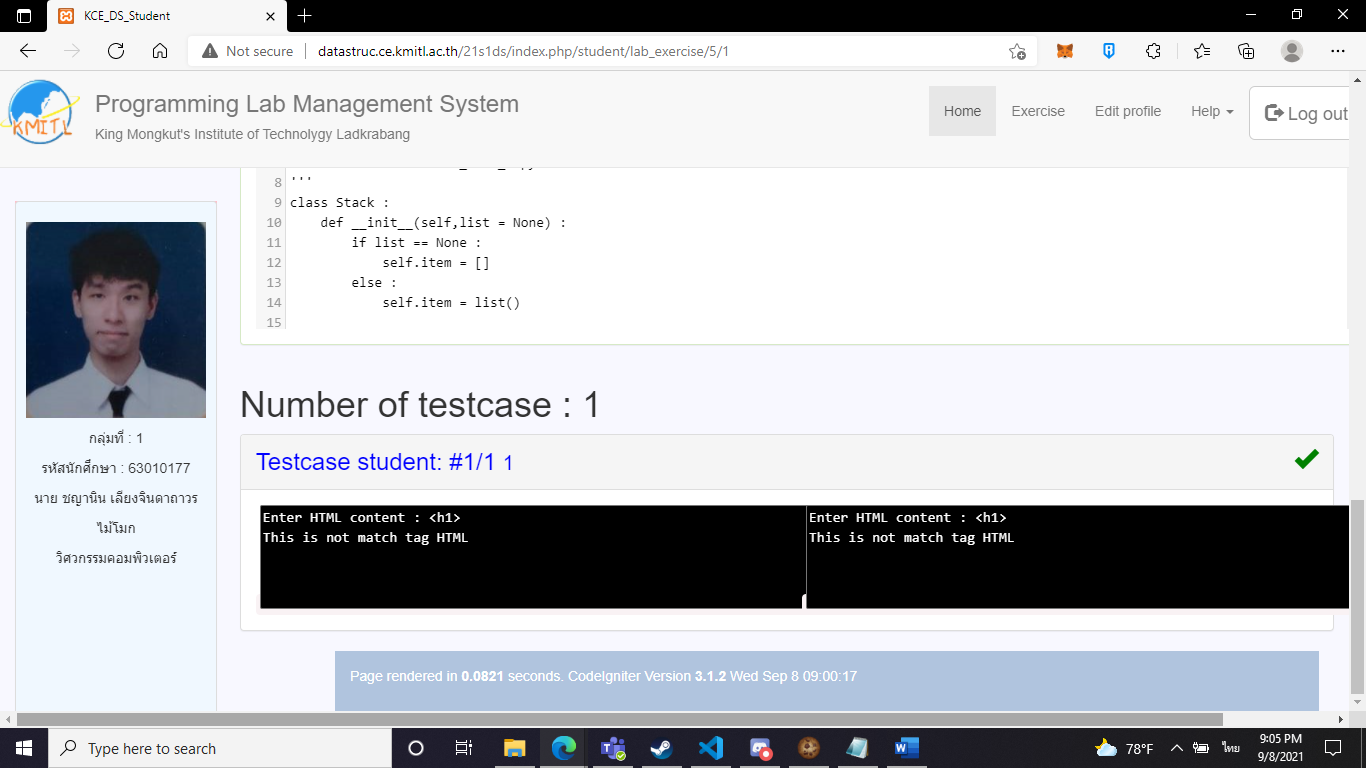 KCE_DS_Student
Not secure
datastruc.ce.kmitl.ac.th/21s1ds/index.php/student/lab_exercise/5/1
KMITL
Programming Lab Management System
King Mongkut's Institute of Technolygy Ladkrabang
Home
Exercise
Edit profile
Help
Log out
8 '''
9 class Stack :
10 def __init__(self,list = None) :
11 if list == None :
12 self.item = []
13 else :
14 self.item = list()
15
กลุ่มที่ : 1
รหัสนักศึกษา : 63010177
นาย ชญานิน เลียงจินดาถาวร
ไม้โมก
วิศวกรรมคอมพิวเตอร์
Number of testcase : 1
Testcase student: #1/1 1
Enter HTML content : <h1>
This is not match tag HTML
Enter HTML content : <h1>
This is not match tag HTML
Page rendered in 0.0821 seconds. CodeIgniter Version 3.1.2 Wed Sep 8 09:00:17
Type here to search
78°F
ไทย
9:05 PM
9/8/2021